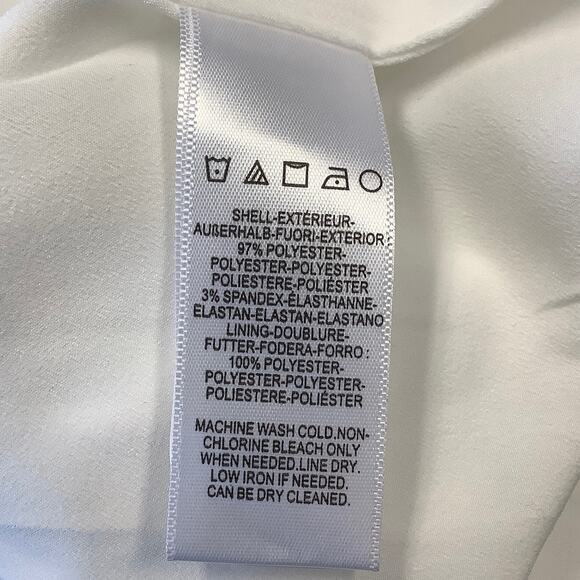 SHELL-EXTÉRIEUR-
AUßERHALB-FUORI-EXTERIOR:
97% POLYESTER-
POLYESTER-POLYESTER-
POLIESTERE-POLIÉSTER
3% SPANDEX-ÉLASTHANNE-
ELASTAN-ELASTAN-ELASTANO
LINING-DOUBLURE-
FUTTER-FODERA-FORRO :
100% POLYESTER-
POLYESTER-POLYESTER-
POLIESTERE-POLIÉSTER
MACHINE WASH COLD.NON-
CHLORINE BLEACH ONLY
WHEN NEEDED.LINE DRY.
LOW IRON IF NEEDED.
CAN BE DRY CLEANED.